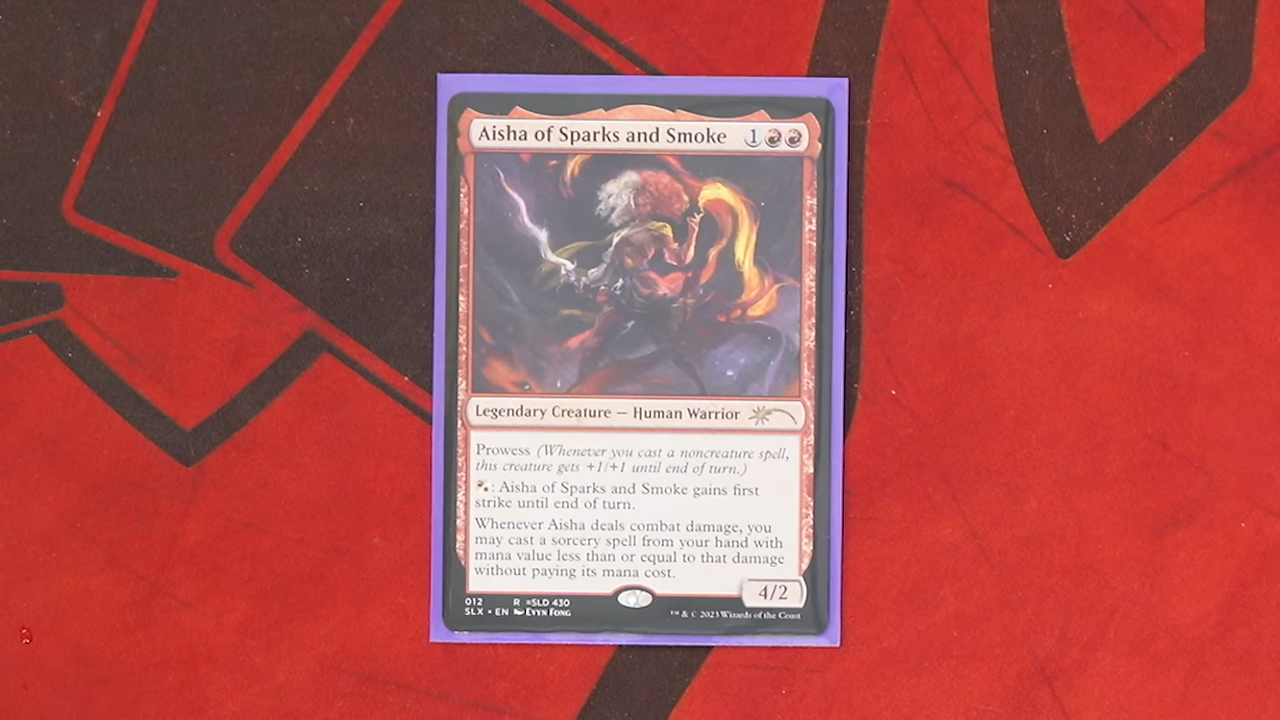 Aisha of Sparks and Smoke 1
Legendary Creature — Human Warrior
Prowess (Whenever you cast a noncreature spell,
this creature gets +1/+1 until end of turn.)
: Aisha of Sparks and Smoke gains first
strike until end of turn.
Whenever Aisha deals combat damage, you
may cast a sorcery spell from your hand with
mana value less than or equal to that damage
without paying its mana cost.
4/2
012 R =SLD 430
SLX • EN Evyn Fong
™ & © 2023 Wizards of the Coast